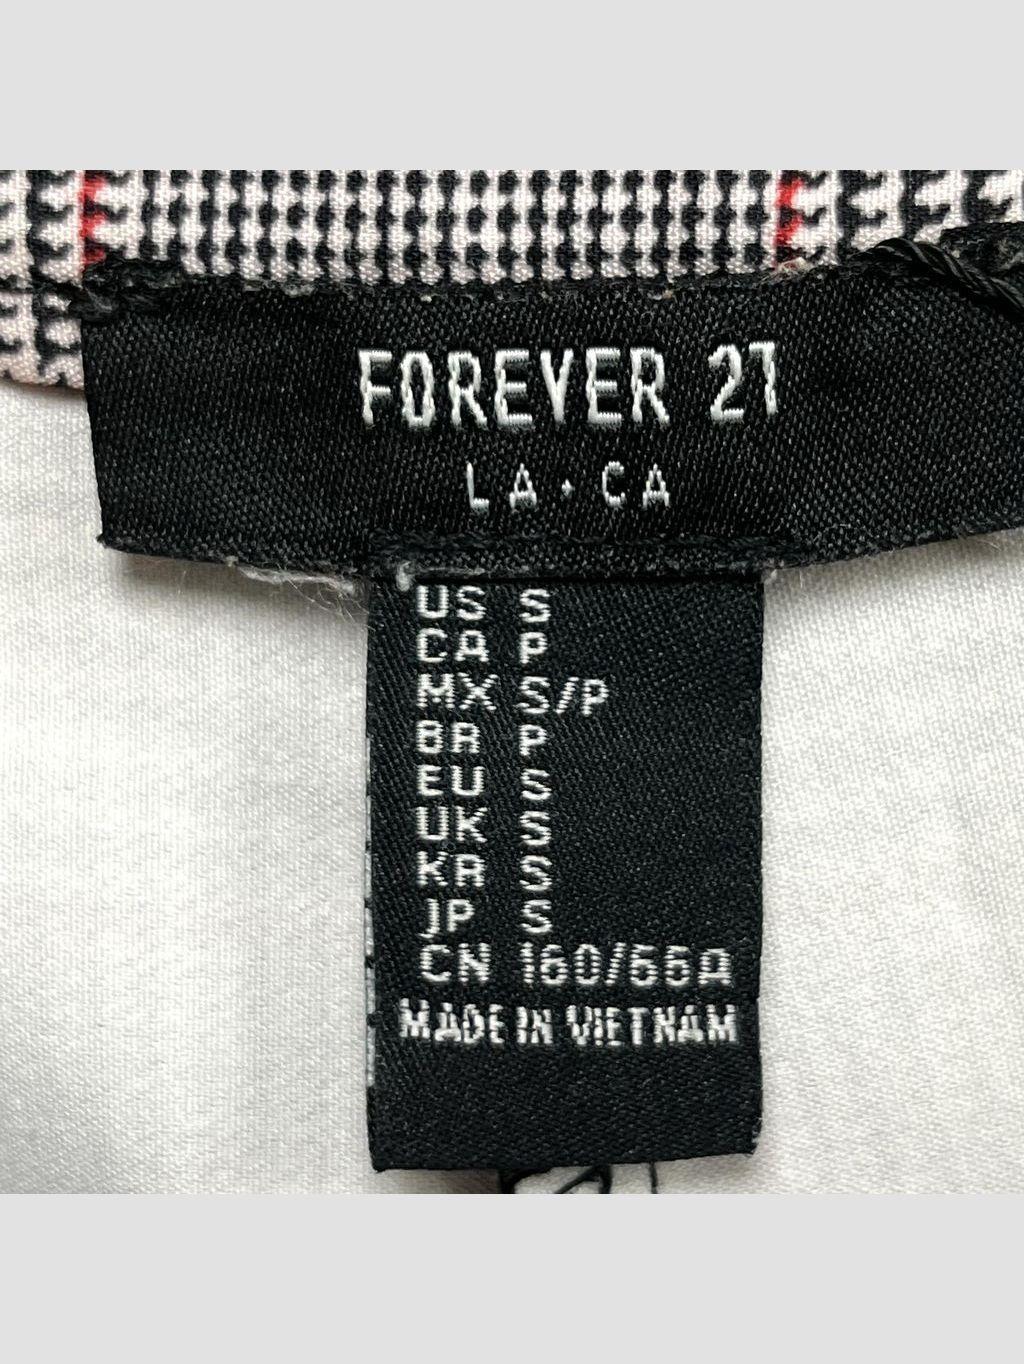 FOREVER 21
LA · CA
US S
CA P
MX S/P
BR P
EU S
UK S
KR S
JP S
CN 160/66A
MADE IN VIETNAM